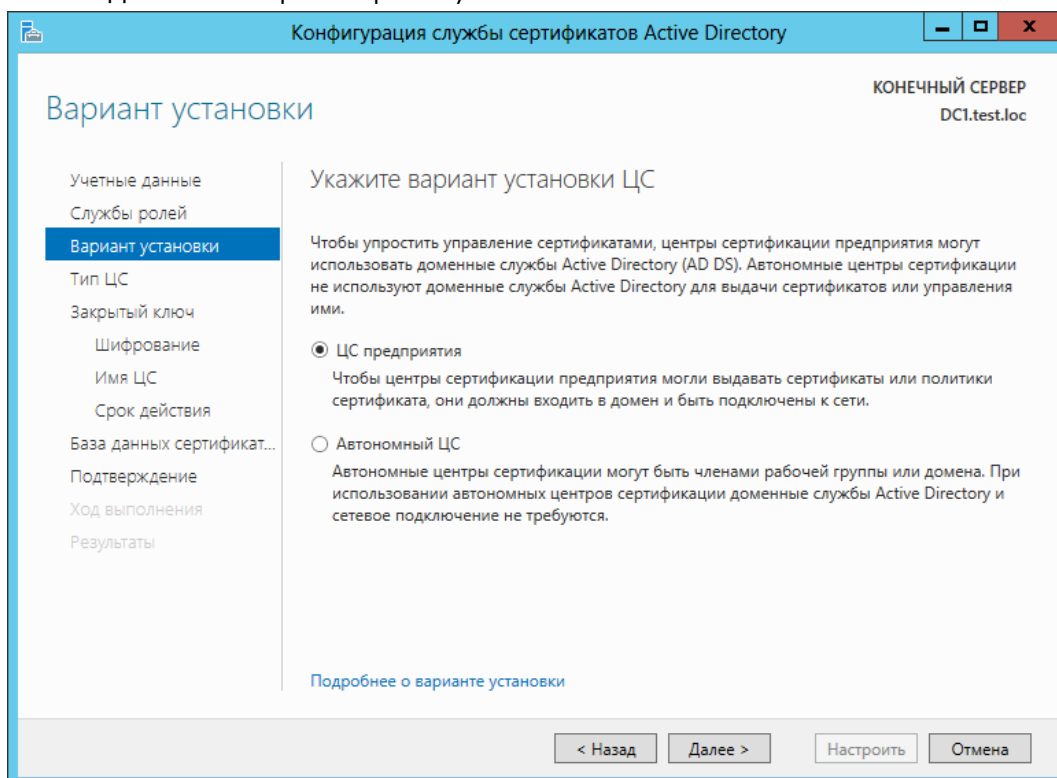 Конфигурация службы сертификатов Active Directory
Вариант установки
КОНЕЧНЫЙ СЕРВЕР
DC1.test.loc
Учетные данные
Службы ролей
Вариант установки
Тип ЦС
Закрытый ключ
Шифрование
Имя ЦС
Срок действия
База данных сертификат...
Подтверждение
Ход выполнения
Результаты
Укажите вариант установки ЦС
Чтобы упростить управление сертификатами, центры сертификации предприятия могут
использовать доменные службы Active Directory (AD DS). Автономные центры сертификации
не используют доменные службы Active Directory для выдачи сертификатов или управления
ими.
ЦС предприятия
Чтобы центры сертификации предприятия могли выдавать сертификаты или политики
сертификата, они должны входить в домен и быть подключены к сети.
Автономный ЦС
Автономные центры сертификации могут быть членами рабочей группы или домена. При
использовании автономных центров сертификации доменные службы Active Directory и
сетевое подключение не требуются.
Подробнее о варианте установки
< Назад
Далее >
Настроить
Отмена